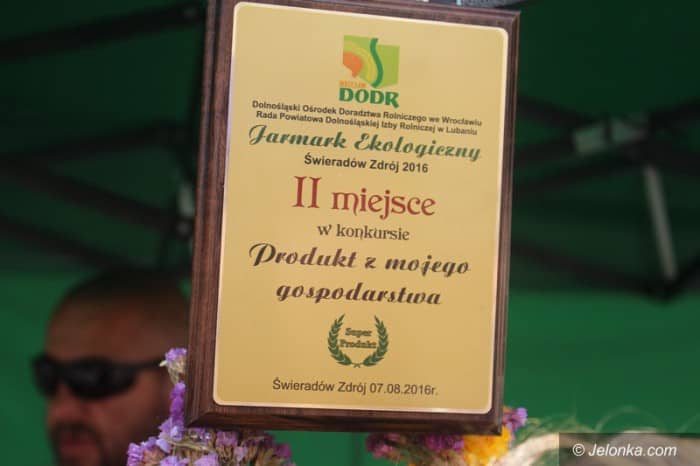 WROCŁAW
DODR
Dolnośląski Ośrodek Doradztwa Rolniczego we Wrocławiu
Rada Powiatowa Dolnośląskiej Izby Rolniczej w Lubaniu
Jarmark Ekologiczny
Świeradów Zdrój 2016
II miejsce
w konkursie
Produkt z mojego
gospodarstwa
Super
Produkt
Świeradów Zdrój 07.08.2016r.
© Jelonka.com